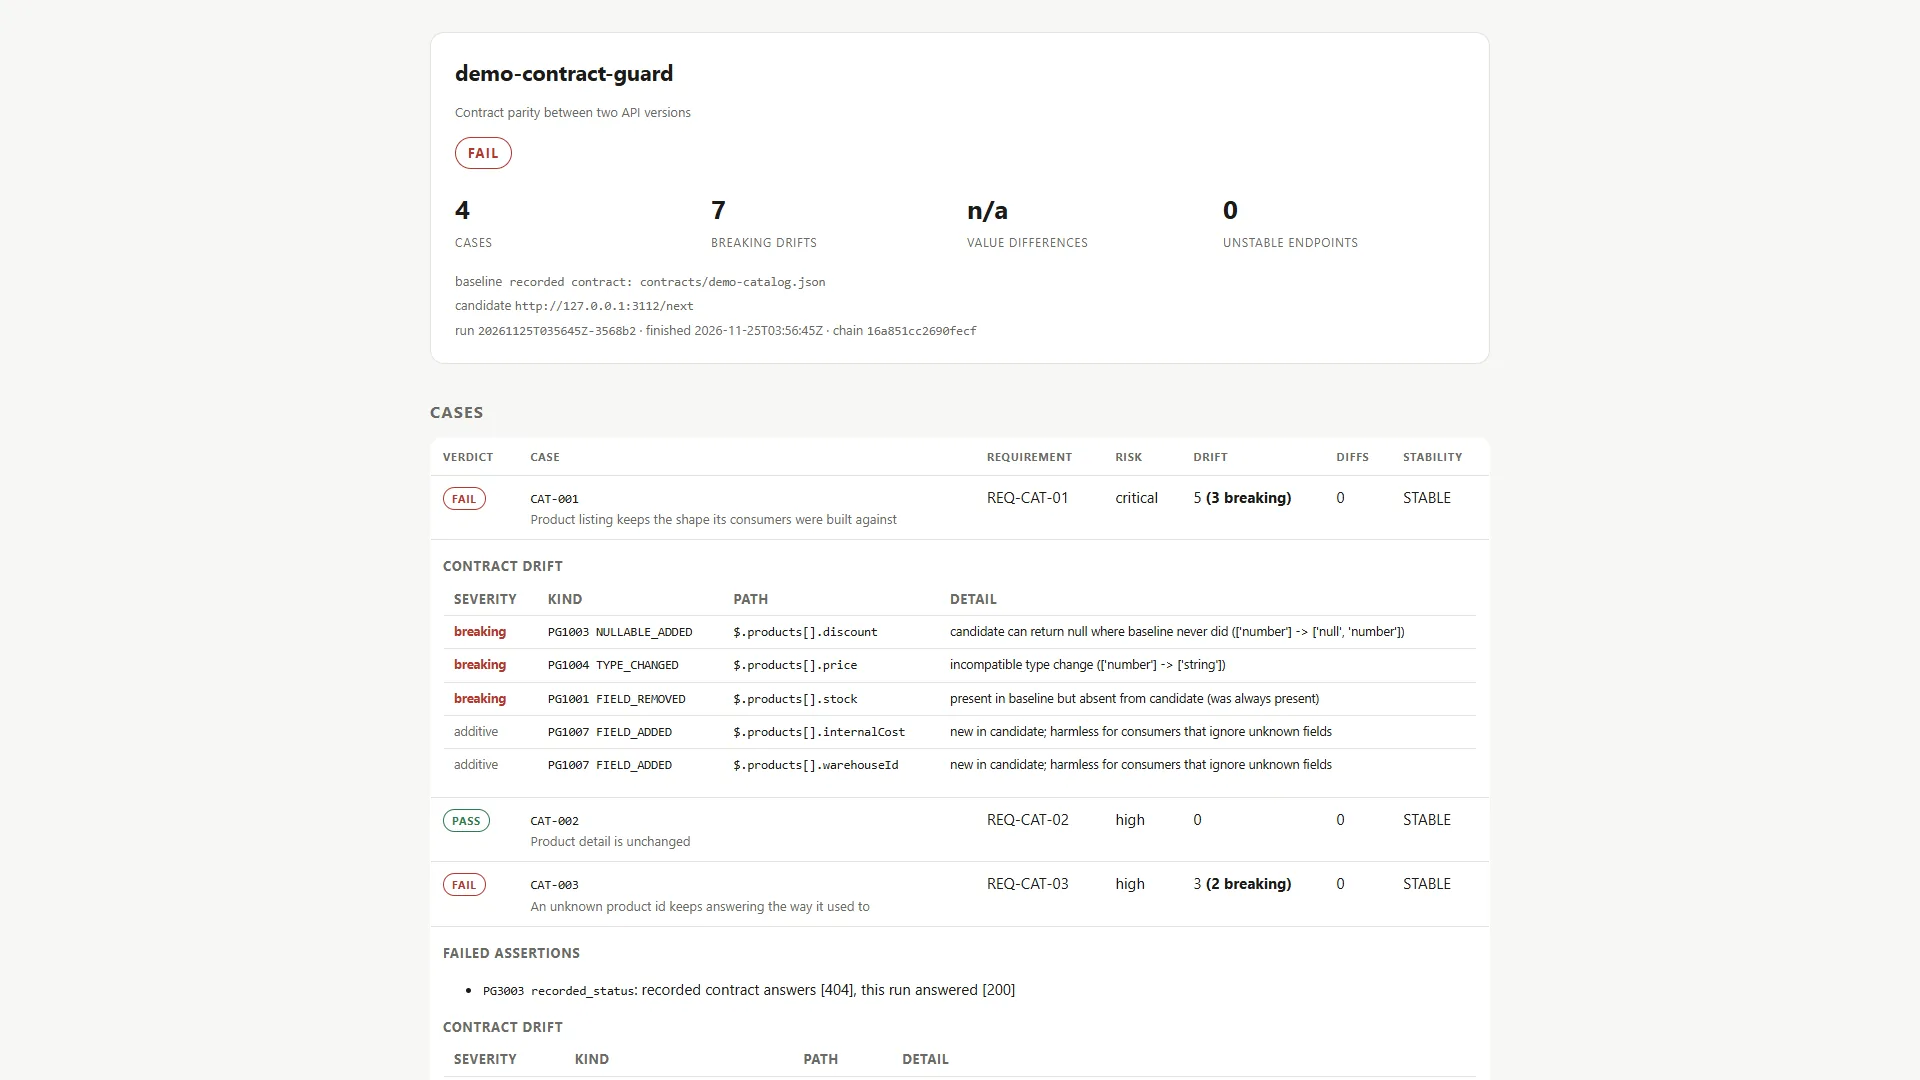 demo-contract-guard
Contract parity between two API versions
FAIL
4 7 n/a 0
CASES BREAKING DRIFTS VALUE DIFFERENCES UNSTABLE ENDPOINTS
baseline recorded contract: contracts/demo-catalog.json
candidate http://127.0.0.1:3112/next
run 20261125T035645Z-3568b2 · finished 2026-11-25T03:56:45Z · chain 16a851cc2690fecf
CASES
VERDICT CASE REQUIREMENT RISK DRIFT DIFFS STABILITY
FAIL CAT-001 REQ-CAT-01 critical 5 (3 breaking) 0 STABLE
Product listing keeps the shape its consumers were built against
CONTRACT DRIFT
SEVERITY KIND PATH DETAIL
breaking PG1003 NULLABLE_ADDED $.products[].discount candidate can return null where baseline never did (['number'] -> ['null', 'number'])
breaking PG1004 TYPE_CHANGED $.products[].price incompatible type change (['number'] -> ['string'])
breaking PG1001 FIELD_REMOVED $.products[].stock present in baseline but absent from candidate (was always present)
additive PG1007 FIELD_ADDED $.products[].internalCost new in candidate; harmless for consumers that ignore unknown fields
additive PG1007 FIELD_ADDED $.products[].warehouseId new in candidate; harmless for consumers that ignore unknown fields
PASS CAT-002 REQ-CAT-02 high 0 0 STABLE
Product detail is unchanged
FAIL CAT-003 REQ-CAT-03 high 3 (2 breaking) 0 STABLE
An unknown product id keeps answering the way it used to
FAILED ASSERTIONS
• PG3003 recorded_status: recorded contract answers [404], this run answered [200]
CONTRACT DRIFT
SEVERITY KIND PATH DETAIL